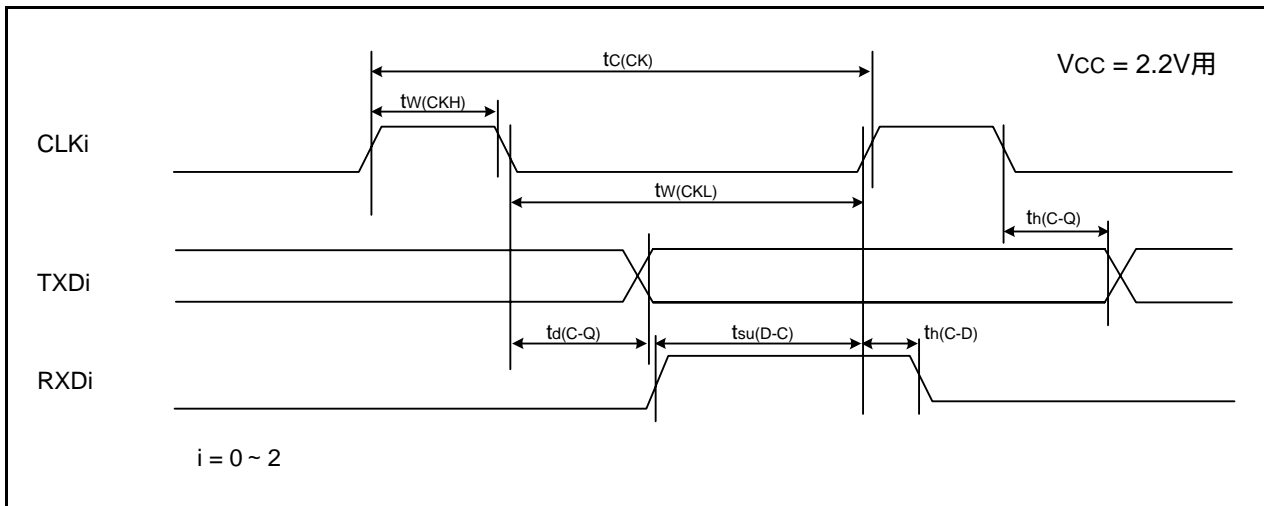 tC(CK)
VCC = 2.2V用
tW(CKH)
CLKi
tW(CKL)
th(C-Q)
TXDi
td(C-Q)
tsu(D-C)
th(C-D)
RXDi
i = 0 ~ 2